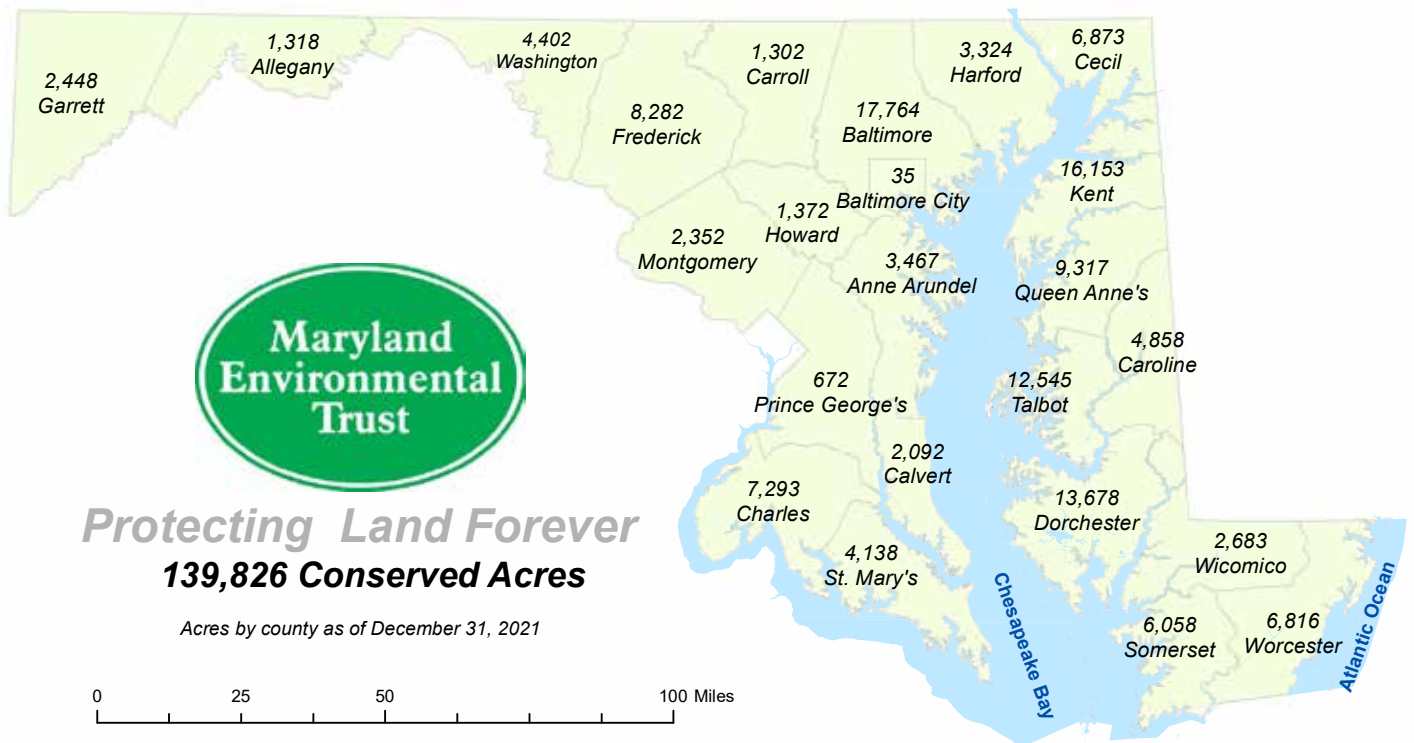 2,448
Garrett
1,318
Allegany
4,402
Washington
8,282
Frederick
1,302
Carroll
17,764
Baltimore
3,324
Harford
6,873
Cecil
35
Baltimore City
16,153
Kent
1,372
Howard
2,352
Montgomery
3,467
Anne Arundel
9,317
Queen Anne's
4,858
Caroline
672
Prince George's
12,545
Talbot
2,092
Calvert
7,293
Charles
4,138
St. Mary's
13,678
Dorchester
2,683
Wicomico
6,058
Somerset
6,816
Worcester
Chesapeake Bay
Atlantic Ocean
Maryland
Environmental
Trust
Protecting Land Forever
139,826 Conserved Acres
Acres by county as of December 31, 2021
0 25 50 100 Miles